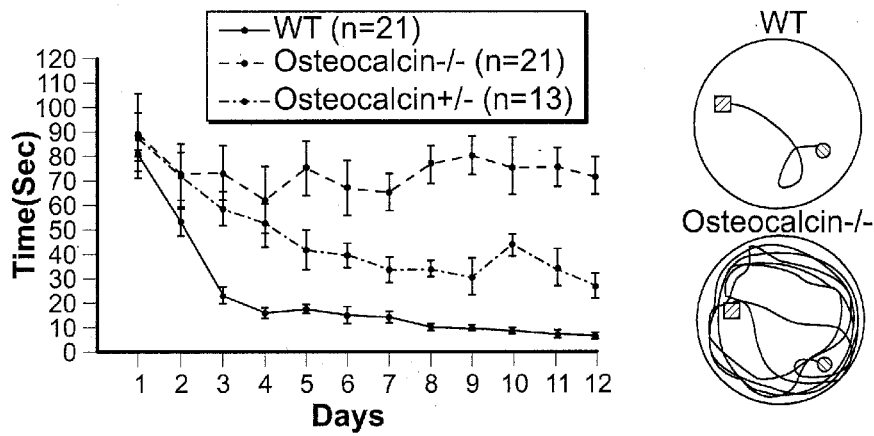 WT (n=21)
Osteocalcin-/- (n=21)
Osteocalcin+/- (n=13)
120
110
100
90
80
70
60
50
40
30
20
10
0
Time(Sec)
1 2 3 4 5 6 7 8 9 10 11 12
Days
WT
Osteocalcin-/-